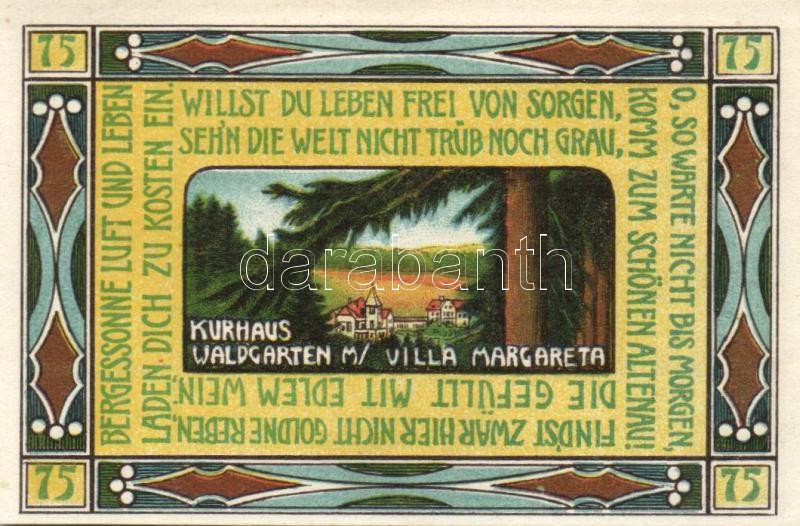 75
75
WILLST DU LEBEN FREI VON SORGEN,
SEH'N DIE WELT NICHT TRÜB NOCH GRAU,
O, SO WARTE NICHT BIS MORGEN,
KOMM ZUM SCHÖNEN ALTENAU!
FINDST ZWAR HIER NICHT GOLDNE REBEN,
DIE GEFÜLLT MIT EDLEM WEIN.
BERGESSONNE LUFT UND LEBEN
LADEN DICH ZU KOSTEN EIN.
KURHAUS
WALDGARTEN M/ VILLA MARGARETA
darabanth
75
75